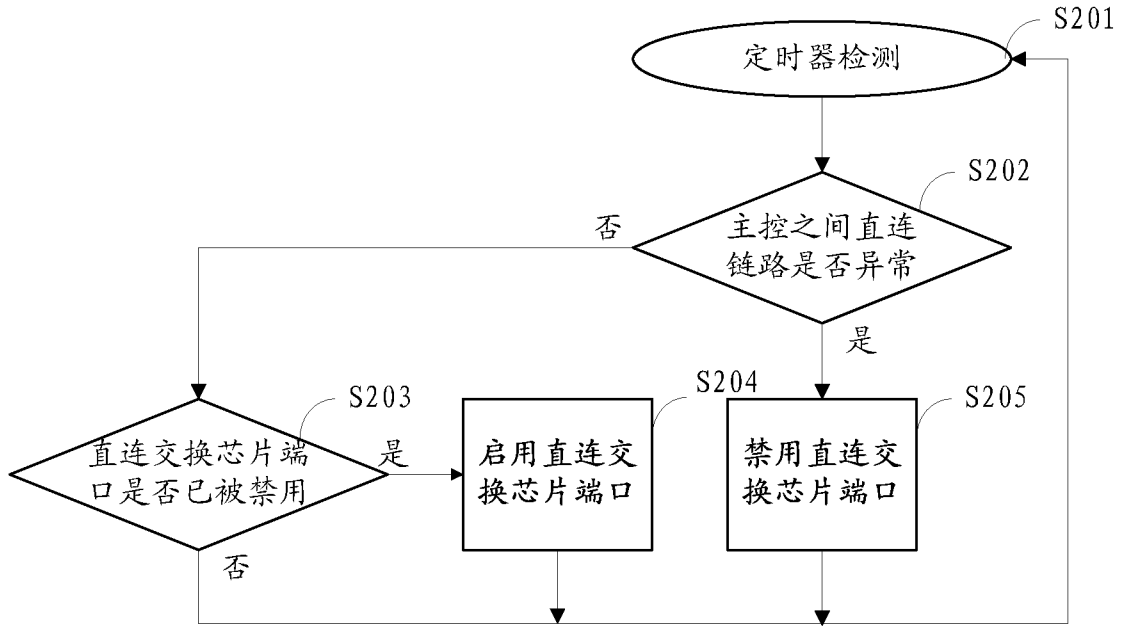 S201
定时器检测
S202
主控之间直连
链路是否异常
否
是
S203
直连交换芯片端
口是否已被禁用
是
否
S204
启用直连交
换芯片端口
S205
禁用直连交
换芯片端口